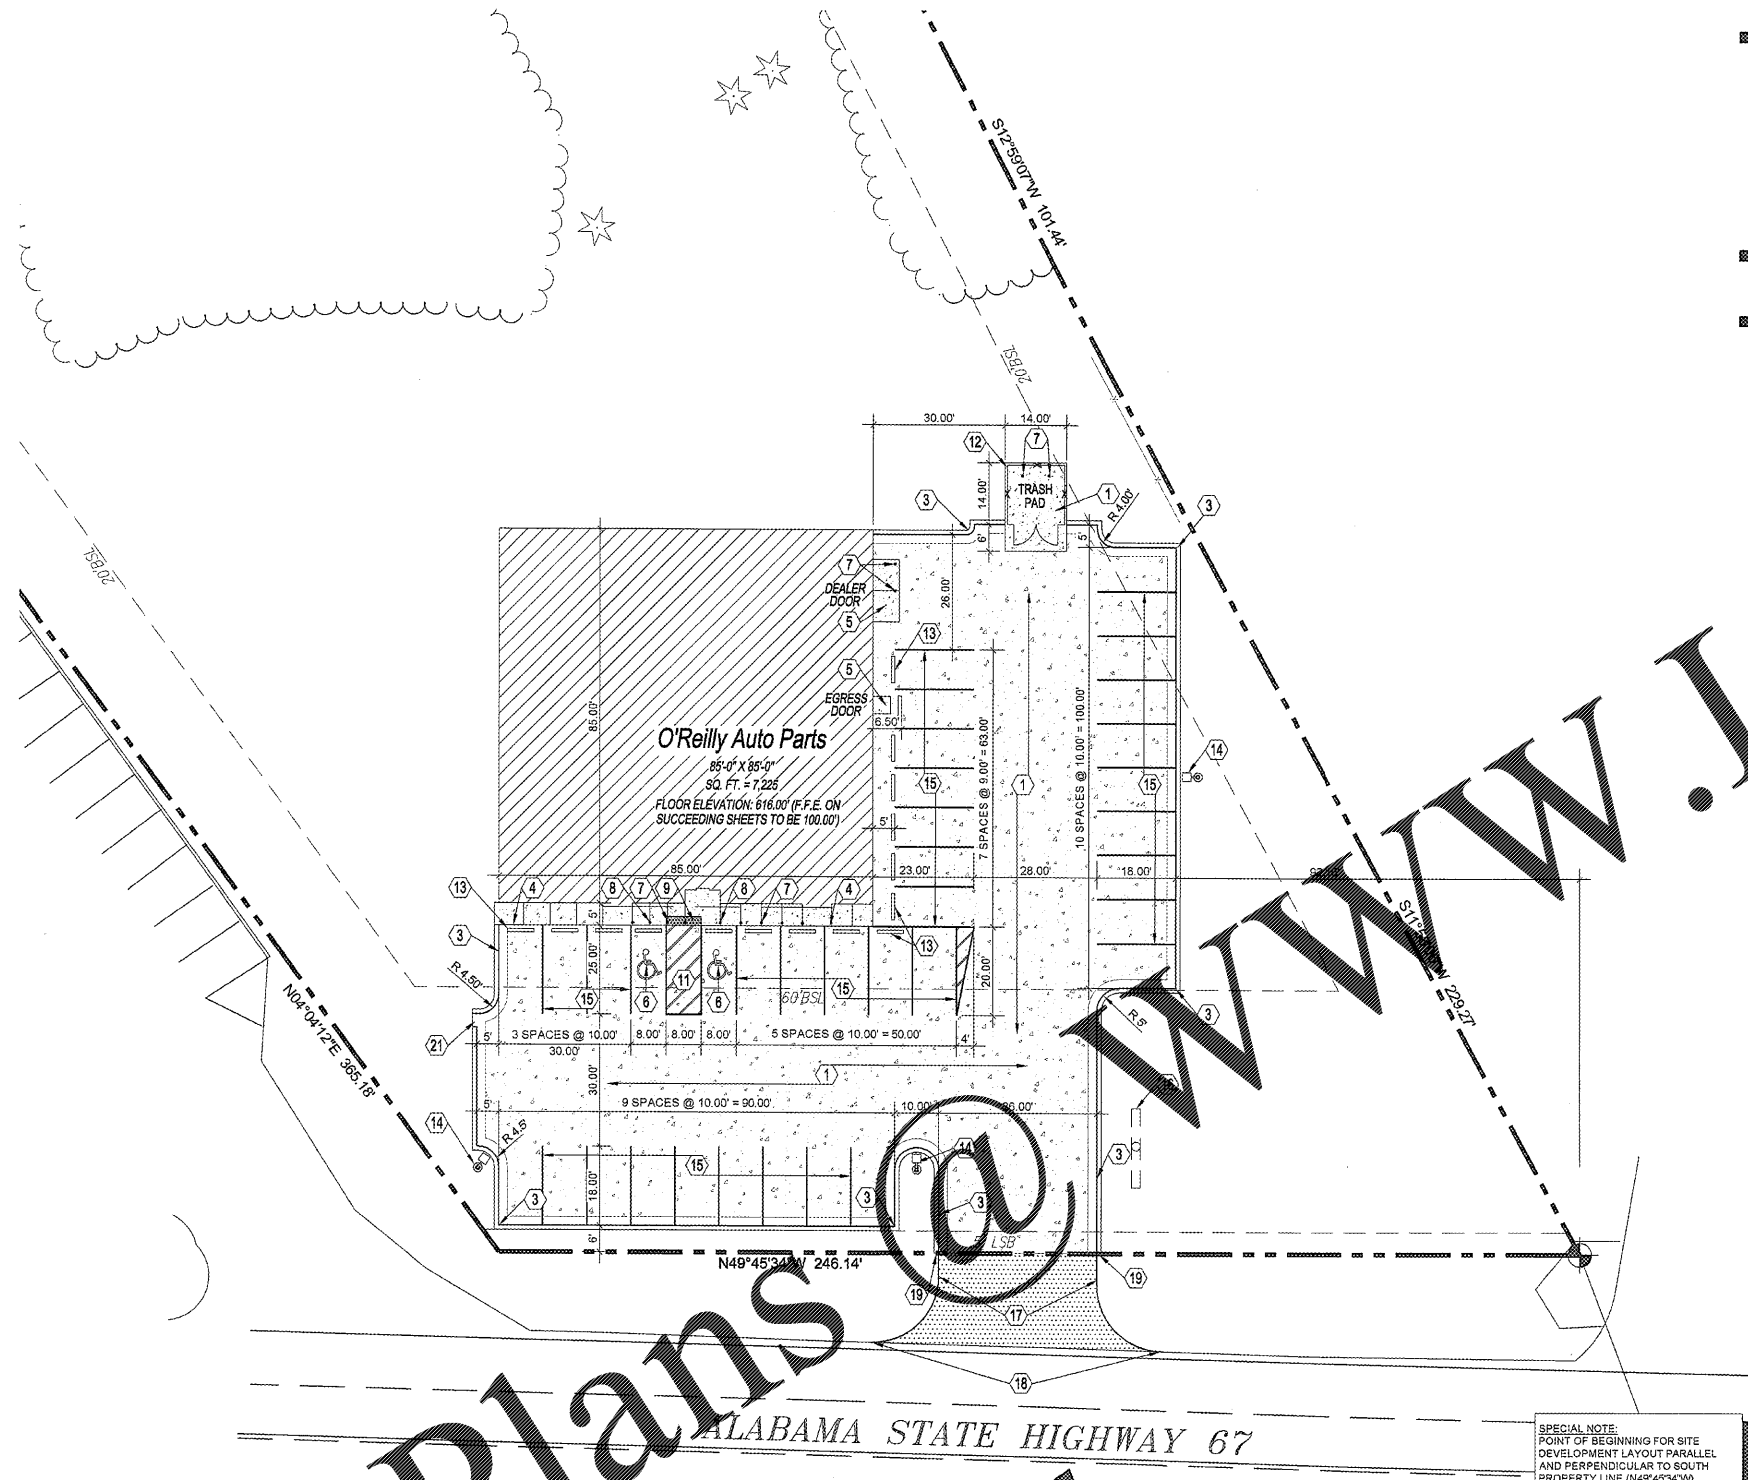 S12°59'07"W 101.44'
20'BSL
30.00'
14.00'
12
7
3
14.00'
TRASH
PAD
1
R 4.00'
3
6'
5'
20'BSL
7
DEALER
DOOR
5
26.00'
13
5
EGRESS
DOOR
6.50'
85.00'
O'Reilly Auto Parts
85'-0" X 85'-0"
SQ. FT. = 7,225
FLOOR ELEVATION: 616.00' (F.F.E. ON
SUCCEEDING SHEETS TO BE 100.00')
7 SPACES @ 9.00' = 63.00'
10 SPACES @ 10.00' = 100.00'
15
1
15
14
5'
85.00'
23.00'
28.00'
18.00'
13
4
8
7
9
8
7
4
5'
3
13
R 4.50'
25.00'
11
20.00'
S11° W 229.27'
15
6
6
60'BSL
15
3
R 5'
21
5'
3 SPACES @ 10.00'
30.00'
8.00'
8.00'
8.00'
5 SPACES @ 10.00' = 50.00'
4'
N04°04'12"E 365.18'
30.00'
1
5'
9 SPACES @ 10.00' = 90.00'
10.00'
14
R 4.5'
15
14
3
18.00'
3
3
3
6'
LSB
N49°45'34"W 246.14'
19
19
17
18
ALABAMA STATE HIGHWAY 67
SPECIAL NOTE:
POINT OF BEGINNING FOR SITE
DEVELOPMENT LAYOUT PARALLEL
AND PERPENDICULAR TO SOUTH
PROPERTY LINE (N49°45'34"W)
Plans@www.